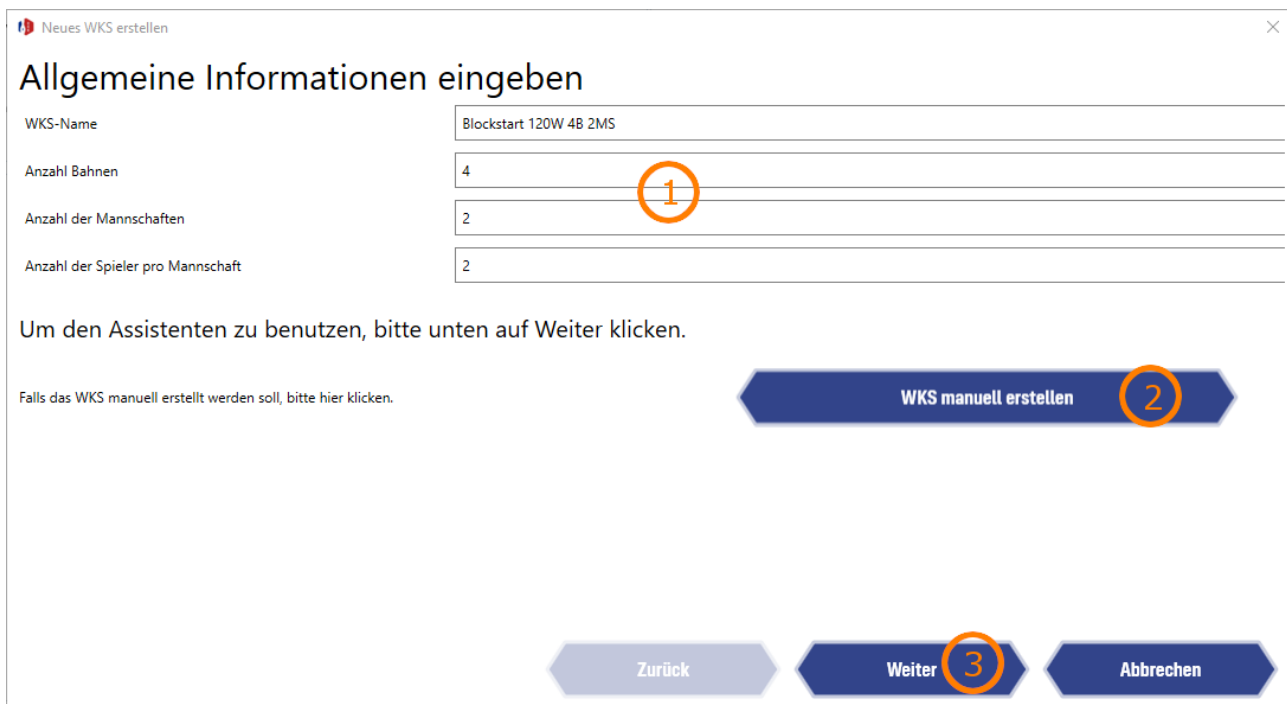 Neues WKS erstellen
Allgemeine Informationen eingeben
WKS-Name
Blockstart 120W 4B 2MS
Anzahl Bahnen
4
1
Anzahl der Mannschaften
2
Anzahl der Spieler pro Mannschaft
2
Um den Assistenten zu benutzen, bitte unten auf Weiter klicken.
Falls das WKS manuell erstellt werden soll, bitte hier klicken.
WKS manuell erstellen
2
Zurück
Weiter
3
Abbrechen